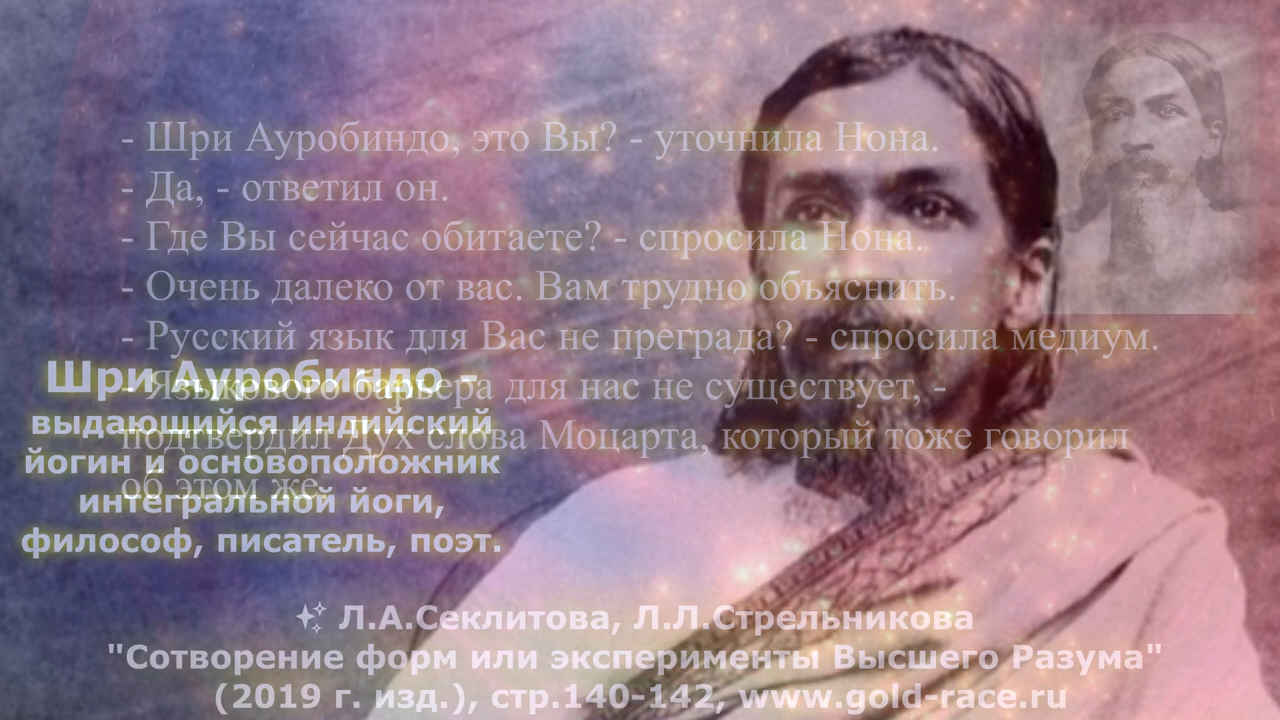 - Шри Ауробиндо, это Вы? - уточнила Нона.
- Да, - ответил он.
- Где Вы сейчас обитаете? - спросила Нона.
- Очень далеко от вас. Вам трудно объяснить.
- Русский язык для Вас не преграда? - спросила медиум.
- Языкового барьера для нас не существует, -
подтвердил Дух слова Моцарта, который тоже говорил
об этом же.
Шри Ауробиндо -
выдающийся индийский
йогин и основоположник
интегральной йоги,
философ, писатель, поэт.
Л.А.Секлитова, Л.Л.Стрельникова
"Сотворение форм или эксперименты Высшего Разума"
(2019 г. изд.), стр.140-142, www.gold-race.ru